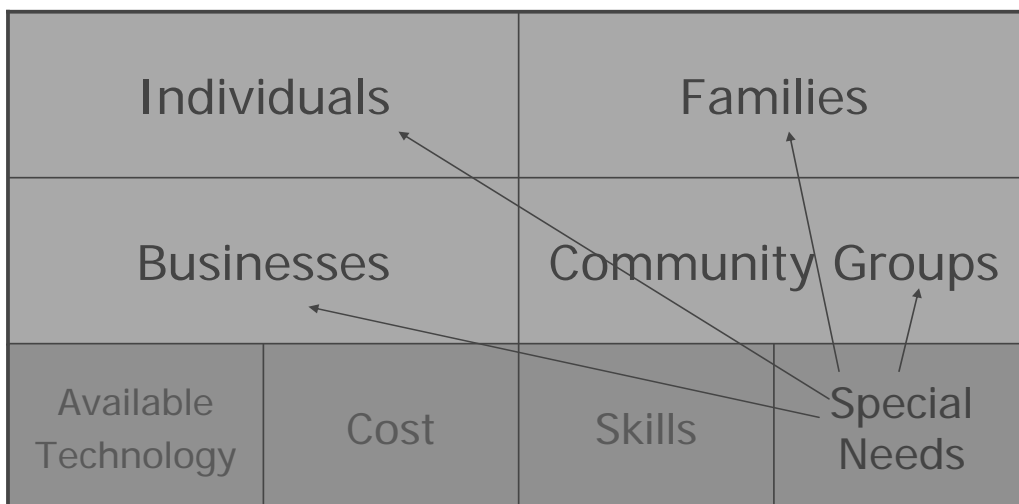 Individuals
Families
Businesses
Community Groups
Available
Technology
Cost
Skills
Special
Needs